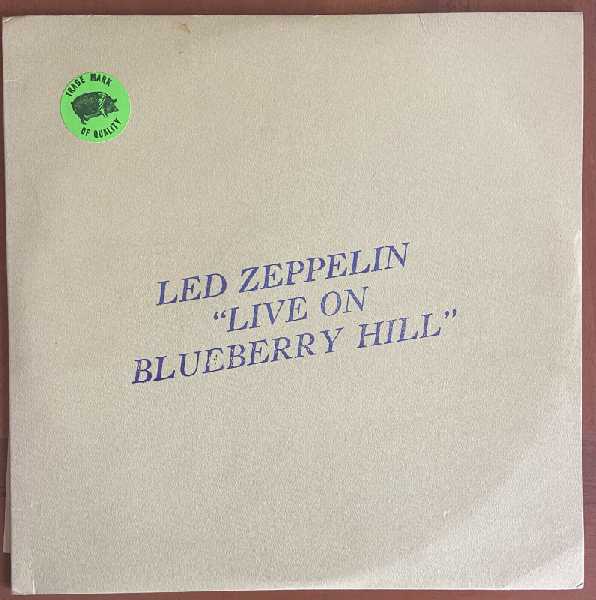 TRADE MARK
OF QUALITY
LED ZEPPELIN
“LIVE ON
BLUEBERRY HILL”